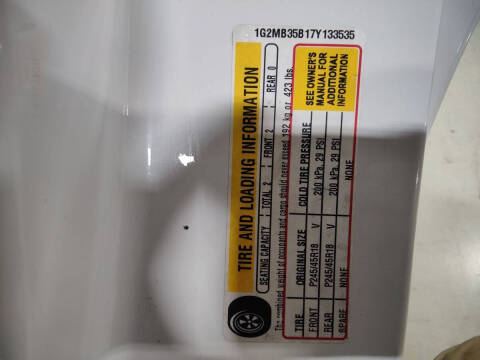 1G2MB35B17Y133535
TIRE AND LOADING INFORMATION
SEATING CAPACITY TOTAL 2 FRONT 2 REAR 0
The combined weight of occupants and cargo should never exceed 192 kg or 423 lbs.
TIRE ORIGINAL SIZE COLD TIRE PRESSURE
FRONT P245/45R18 V 200 kPa, 29 PSI
REAR P245/45R18 V 200 kPa, 29 PSI
SPARE NONE NONE
SEE OWNER'S
MANUAL FOR
ADDITIONAL
INFORMATION